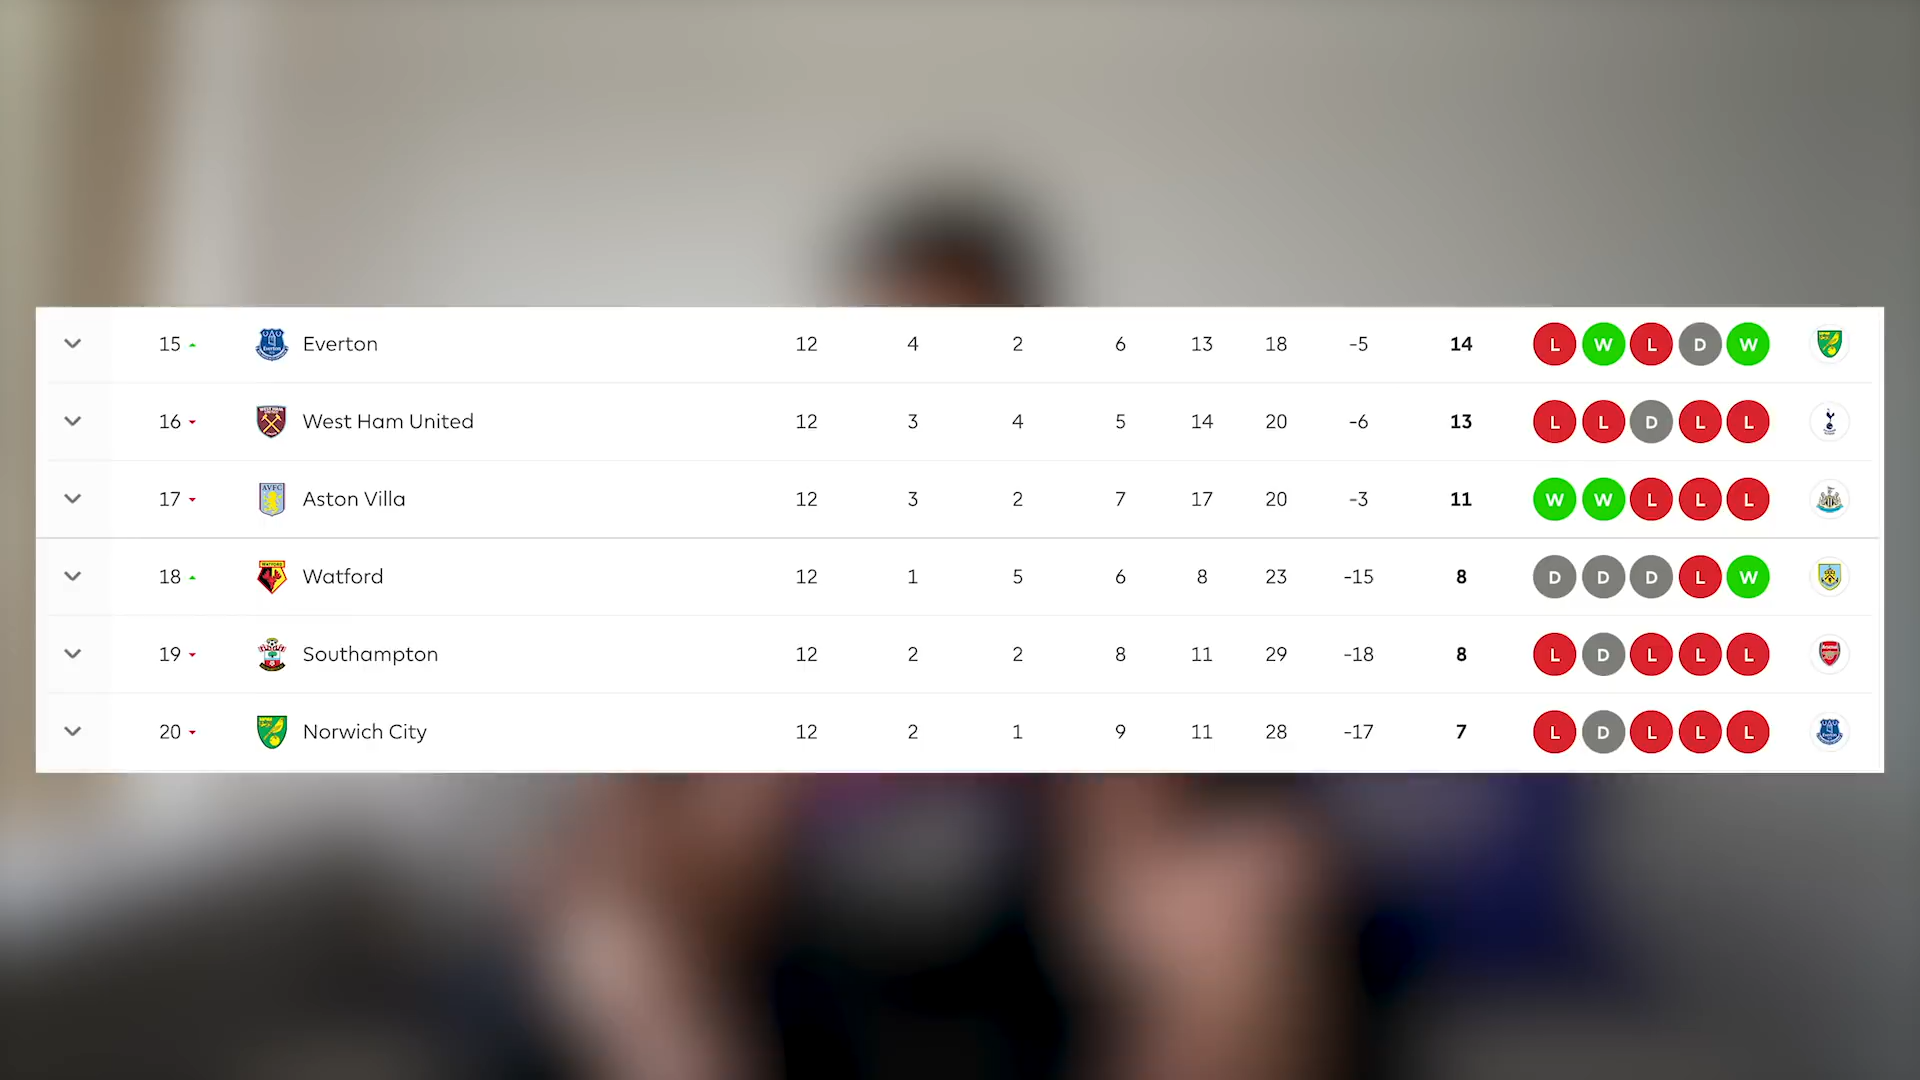 15 Everton 12 4 2 6 13 18 -5 14 L W L D W
16 West Ham United 12 3 4 5 14 20 -6 13 L L D L L
17 Aston Villa 12 3 2 7 17 20 -3 11 W W L L L
18 Watford 12 1 5 6 8 23 -15 8 D D D L W
19 Southampton 12 2 2 8 11 29 -18 8 L D L L L
20 Norwich City 12 2 1 9 11 28 -17 7 L D L L L